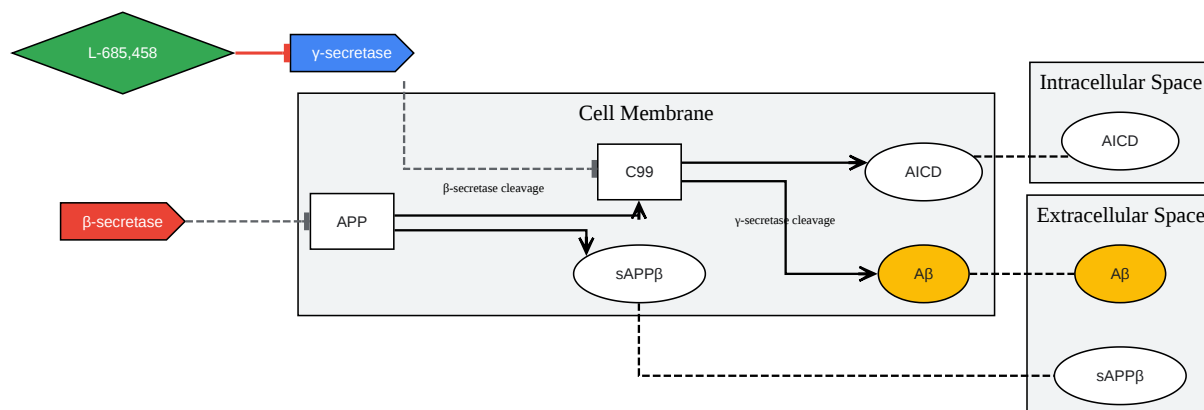 L-685,458
γ-secretase
Cell Membrane
Intracellular Space
AICD
C99
AICD
β-secretase cleavage
β-secretase
APP
γ-secretase cleavage
Extracellular Space
sAPPβ
Aβ
Aβ
sAPPβ